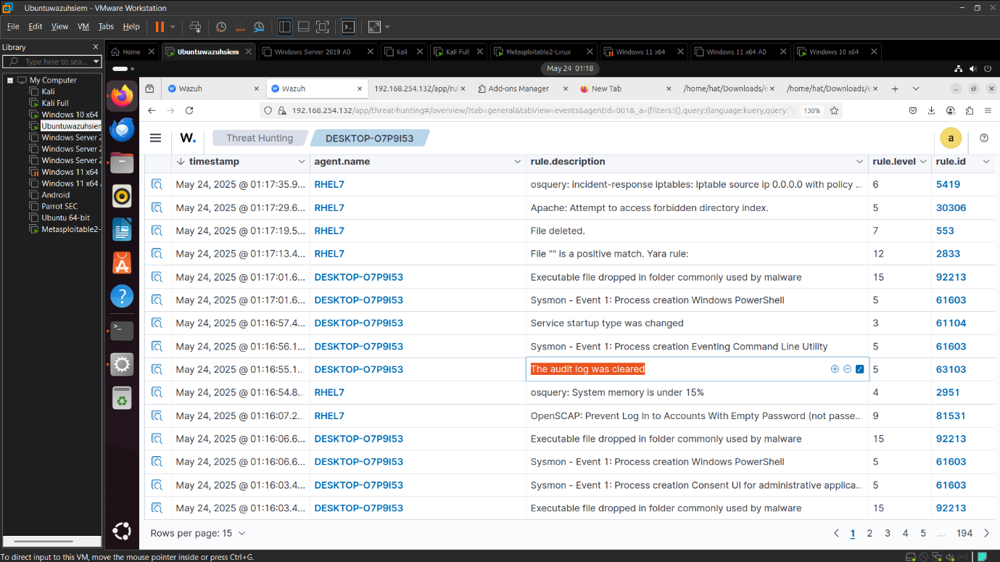 Ubuntuwazuhsiem - VMware Workstation
File Edit View VM Tabs Help
Library
Type here to sea...
My Computer
Kali
Kali Full
Windows 10 x64
Ubuntuwazuhsiem
Windows Server 2
Windows Server 2
Windows Server 2
Windows 11 x64
Windows 11 x64
Android
Parrot SEC
Ubuntu 64-bit
Metasploitable2-
Home Ubuntuwazuhsiem Windows Server 2019 AD Kali Kali Full Metasploitable2-Linux Windows 11 x64 Windows 11 x64 AD Windows 10 x64
May 24 01:18
Wazuh Wazuh 192.168.254.132/app/rul Add-ons Manager New Tab /home/hat/Downloads/e /home/hat/Downloads/e
192.168.254.132/app/threat-hunting#/overview/?tab=general&tabView=events&agentId=001&_a=(filters:!(),query:(language:kuery,query:' 130%
W. Threat Hunting DESKTOP-O7P9I53 a
timestamp agent.name rule.description rule.level rule.id
May 24, 2025 @ 01:17:35.9... RHEL7 osquery: incident-response iptables: Iptable source ip 0.0.0.0 with policy ... 6 5419
May 24, 2025 @ 01:17:29.6... RHEL7 Apache: Attempt to access forbidden directory index. 5 30306
May 24, 2025 @ 01:17:19.5... RHEL7 File deleted. 7 553
May 24, 2025 @ 01:17:13.4... RHEL7 File "" is a positive match. Yara rule: 12 2833
May 24, 2025 @ 01:17:01.6... DESKTOP-O7P9I53 Executable file dropped in folder commonly used by malware 15 92213
May 24, 2025 @ 01:17:01.6... DESKTOP-O7P9I53 Sysmon - Event 1: Process creation Windows PowerShell 5 61603
May 24, 2025 @ 01:16:57.4... DESKTOP-O7P9I53 Service startup type was changed 3 61104
May 24, 2025 @ 01:16:56.1... DESKTOP-O7P9I53 Sysmon - Event 1: Process creation Eventing Command Line Utility 5 61603
May 24, 2025 @ 01:16:55.1... DESKTOP-O7P9I53 The audit log was cleared 5 63103
May 24, 2025 @ 01:16:54.8... RHEL7 osquery: System memory is under 15% 4 2951
May 24, 2025 @ 01:16:07.2... RHEL7 OpenSCAP: Prevent Log In to Accounts With Empty Password (not passe... 9 81531
May 24, 2025 @ 01:16:06.6... DESKTOP-O7P9I53 Executable file dropped in folder commonly used by malware 15 92213
May 24, 2025 @ 01:16:06.6... DESKTOP-O7P9I53 Sysmon - Event 1: Process creation Windows PowerShell 5 61603
May 24, 2025 @ 01:16:03.4... DESKTOP-O7P9I53 Sysmon - Event 1: Process creation Consent UI for administrative applica... 5 61603
May 24, 2025 @ 01:16:03.4... DESKTOP-O7P9I53 Executable file dropped in folder commonly used by malware 15 92213
Rows per page: 15 1 2 3 4 5 ... 194
To direct input to this VM, move the mouse pointer inside or press Ctrl+G.